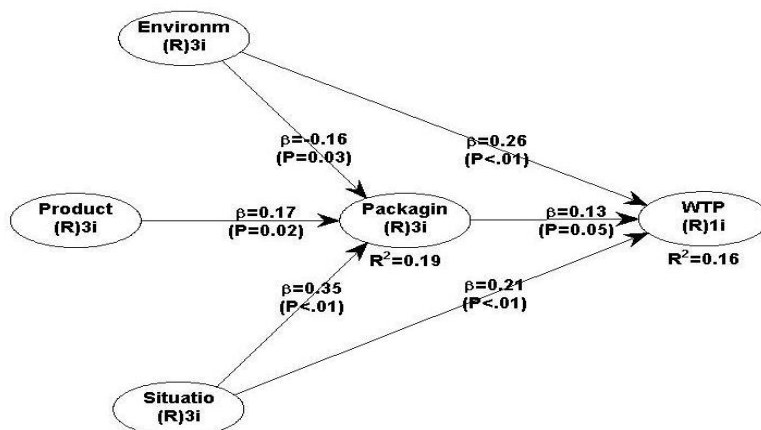 Environm
(R)3i
β=-0.16
(P=0.03)
β=0.26
(P<.01)
Product
(R)3i
β=0.17
(P=0.02)
Packagin
(R)3i
R²=0.19
β=0.13
(P=0.05)
WTP
(R)1i
R²=0.16
β=0.35
(P<.01)
β=0.21
(P<.01)
Situatio
(R)3i